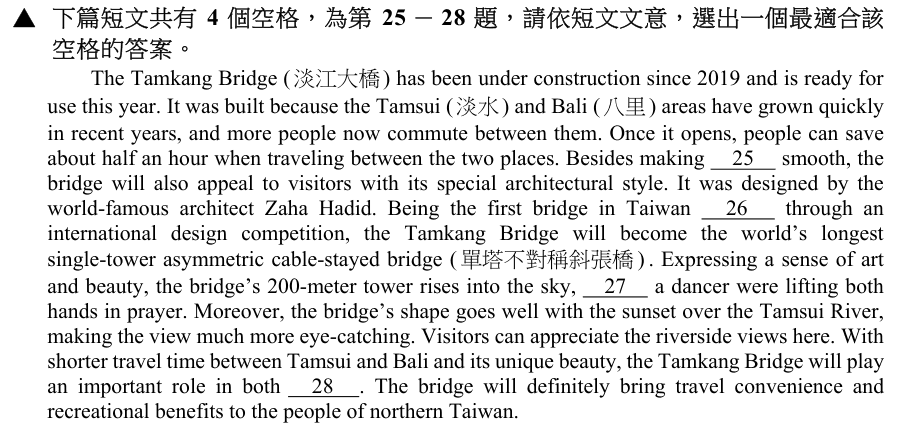 ▲ 下篇短文共有 4 個空格，為第 25 － 28 題，請依短文文意，選出一個最適合該
空格的答案。
The Tamkang Bridge (淡江大橋) has been under construction since 2019 and is ready for
use this year. It was built because the Tamsui (淡水) and Bali (八里) areas have grown quickly
in recent years, and more people now commute between them. Once it opens, people can save
about half an hour when traveling between the two places. Besides making 25 smooth, the
bridge will also appeal to visitors with its special architectural style. It was designed by the
world-famous architect Zaha Hadid. Being the first bridge in Taiwan 26 through an
international design competition, the Tamkang Bridge will become the world's longest
single-tower asymmetric cable-stayed bridge (單塔不對稱斜張橋). Expressing a sense of art
and beauty, the bridge's 200-meter tower rises into the sky, 27 a dancer were lifting both
hands in prayer. Moreover, the bridge's shape goes well with the sunset over the Tamsui River,
making the view much more eye-catching. Visitors can appreciate the riverside views here. With
shorter travel time between Tamsui and Bali and its unique beauty, the Tamkang Bridge will play
an important role in both 28 . The bridge will definitely bring travel convenience and
recreational benefits to the people of northern Taiwan.